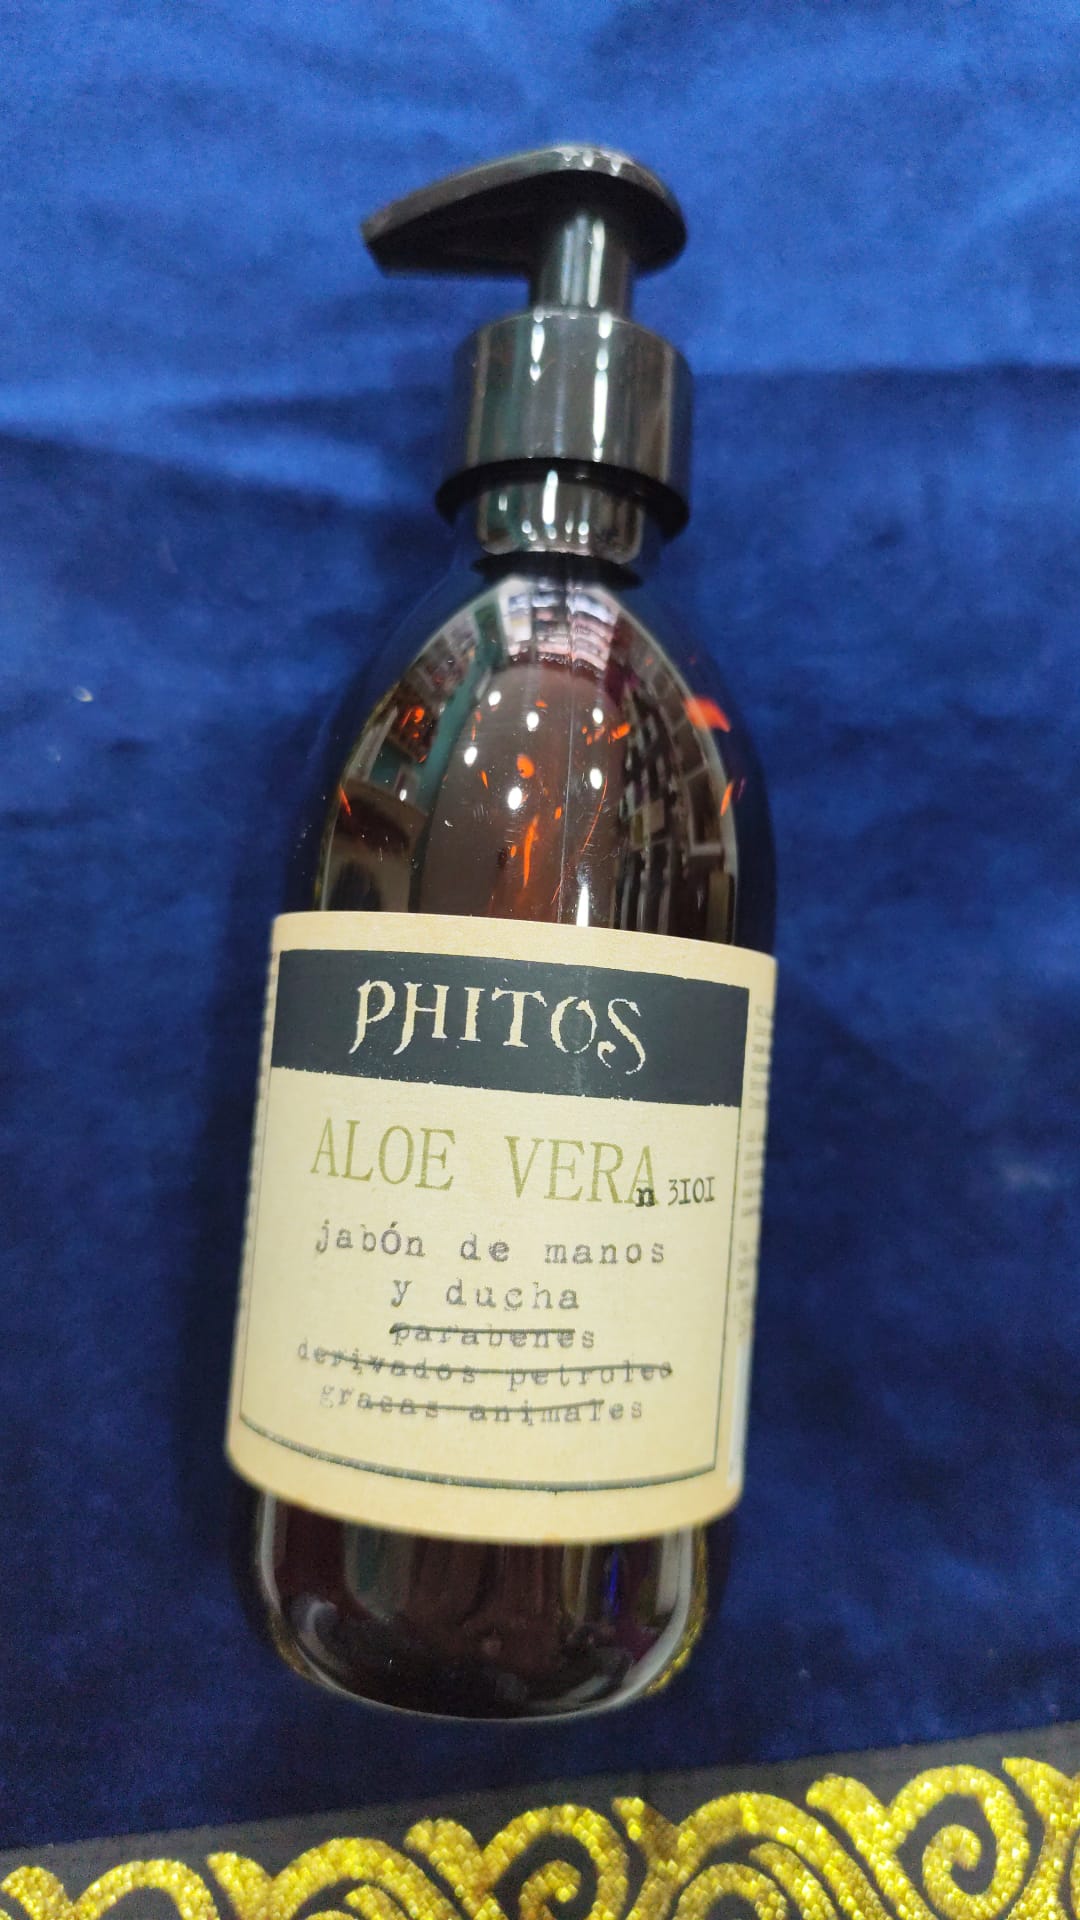 PHITOS
ALOE VERA
n 3101
jabón de manos
y ducha
parabenes
derivados petroleo
grasas animales